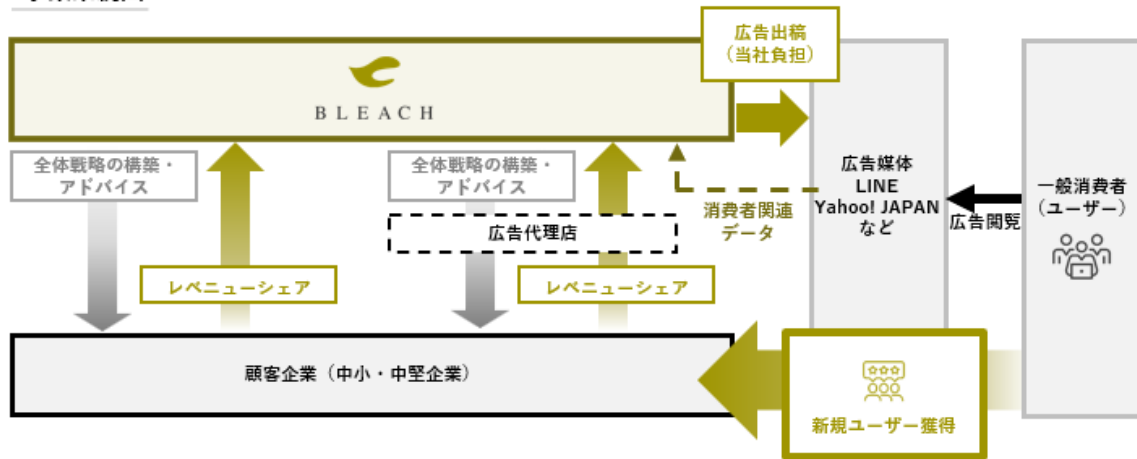 広告出稿
（当社負担）
BLEACH
全体戦略の構築・
アドバイス
全体戦略の構築・
アドバイス
広告代理店
消費者関連
データ
広告媒体
LINE
Yahoo! JAPAN
など
広告閲覧
一般消費者
（ユーザー）
レベニューシェア
レベニューシェア
顧客企業（中小・中堅企業）
新規ユーザー獲得